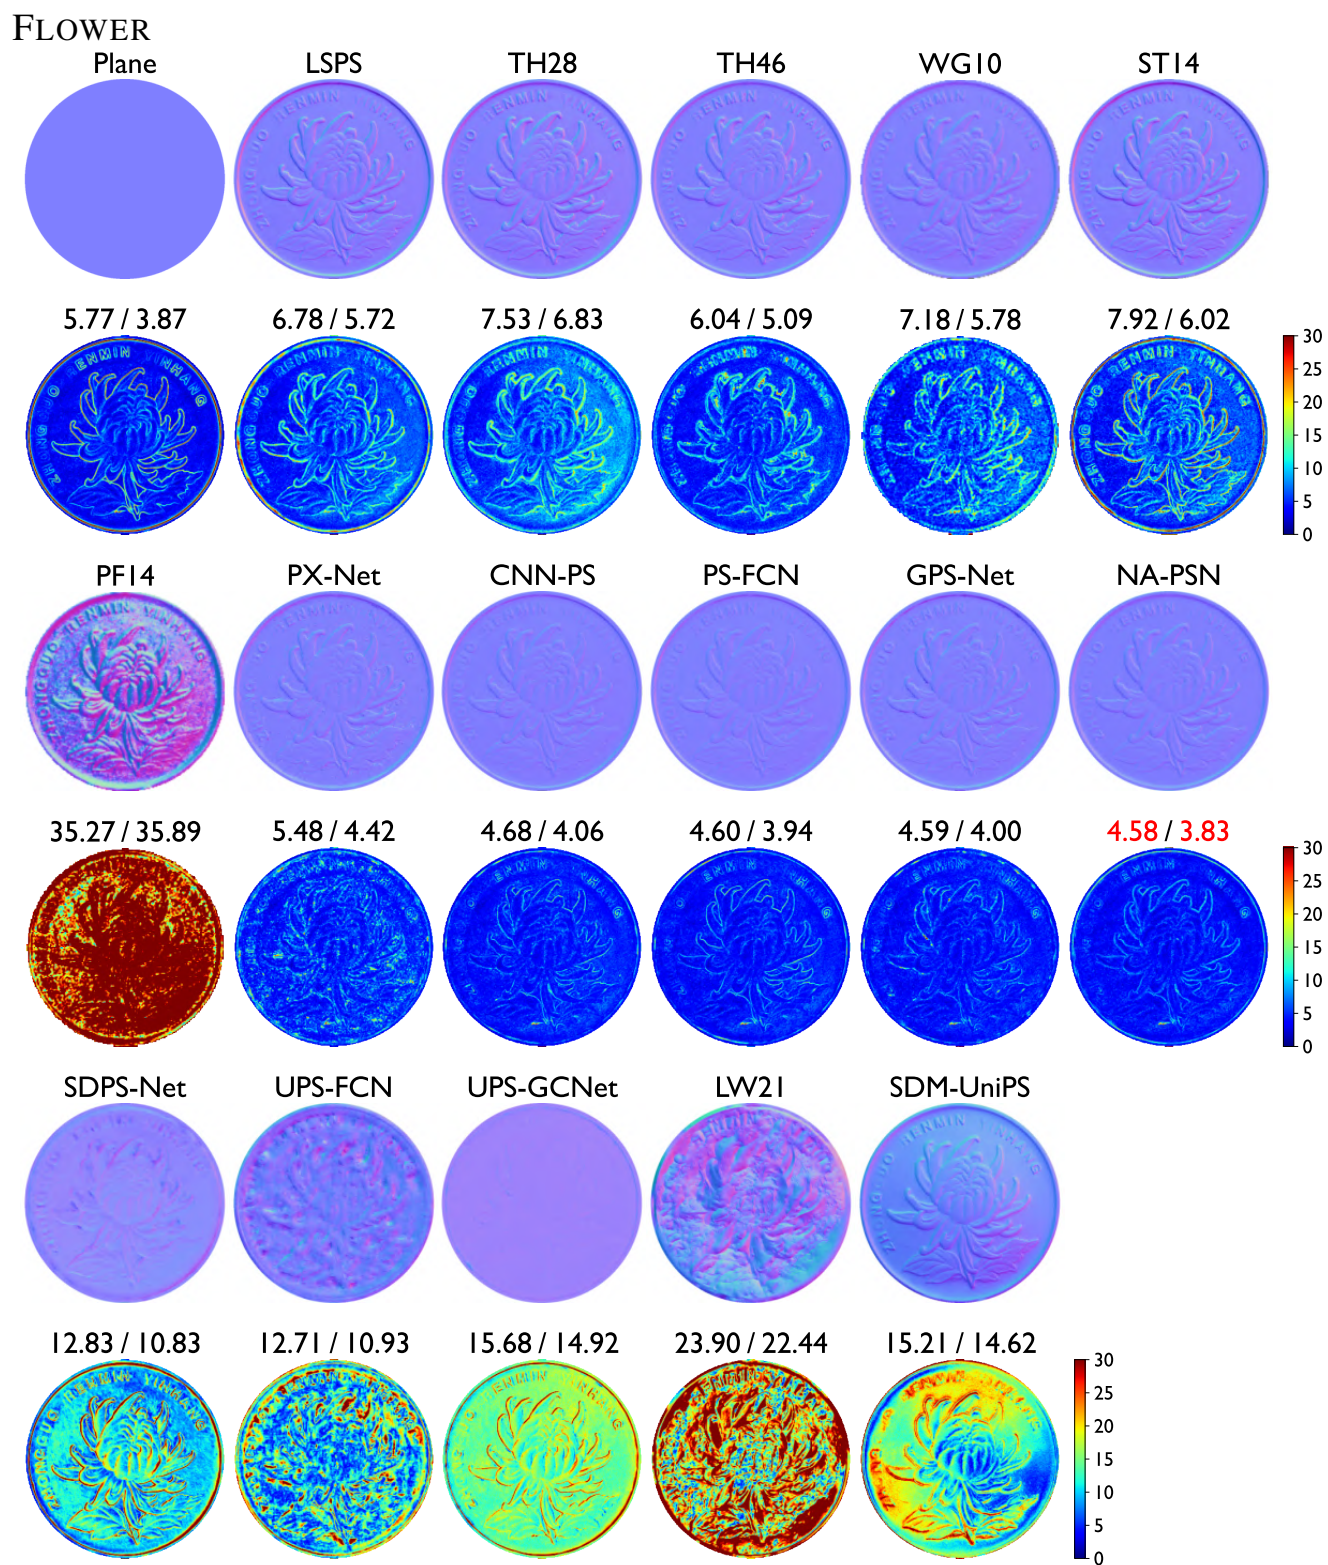 FLOWER
Plane LSPS TH28 TH46 WG10 ST14
ZHONGGUO RENMIN YINHANG
5.77 / 3.87 6.78 / 5.72 7.53 / 6.83 6.04 / 5.09 7.18 / 5.78 7.92 / 6.02
30
25
20
15
10
5
0
PF14 PX-Net CNN-PS PS-FCN GPS-Net NA-PSN
35.27 / 35.89 5.48 / 4.42 4.68 / 4.06 4.60 / 3.94 4.59 / 4.00 4.58 / 3.83
30
25
20
15
10
5
0
SDPS-Net UPS-FCN UPS-GCNet LW21 SDM-UniPS
12.83 / 10.83 12.71 / 10.93 15.68 / 14.92 23.90 / 22.44 15.21 / 14.62
30
25
20
15
10
5
0